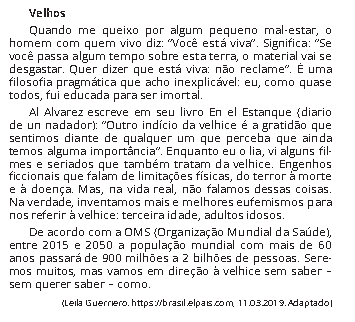 Velhos
Quando me queixo por algum pequeno mal-estar, o
homem com quem vivo diz: "Você está viva". Significa: "Se
você passa algum tempo sobre esta terra, o material vai se
desgastar. Quer dizer que está viva: não reclame". É uma
filosofia pragmática que acho inexplicável: eu, como quase
todos, fui educada para ser imortal.
Al Alvarez escreve em seu livro En el Estanque (diario
de un nadador): "Outro indício da velhice é a gratidão que
sentimos diante de qualquer um que perceba que ainda
temos alguma importância". Enquanto eu o lia, vi alguns fil-
mes e seriados que também tratam da velhice. Engenhos
ficcionais que falam de limitações físicas, do terror à morte
e à doença. Mas, na vida real, não falamos dessas coisas.
Na verdade, inventamos mais e melhores eufemismos para
nos referir à velhice: terceira idade, adultos idosos.
De acordo com a OMS (Organização Mundial da Saúde),
entre 2015 e 2050 a população mundial com mais de 60
anos passará de 900 milhões a 2 bilhões de pessoas. Sere-
mos muitos, mas vamos em direção à velhice sem saber –
sem querer saber – como.
(Leila Guerriero. https://brasil.elpais.com, 11.03.2019. Adaptado)